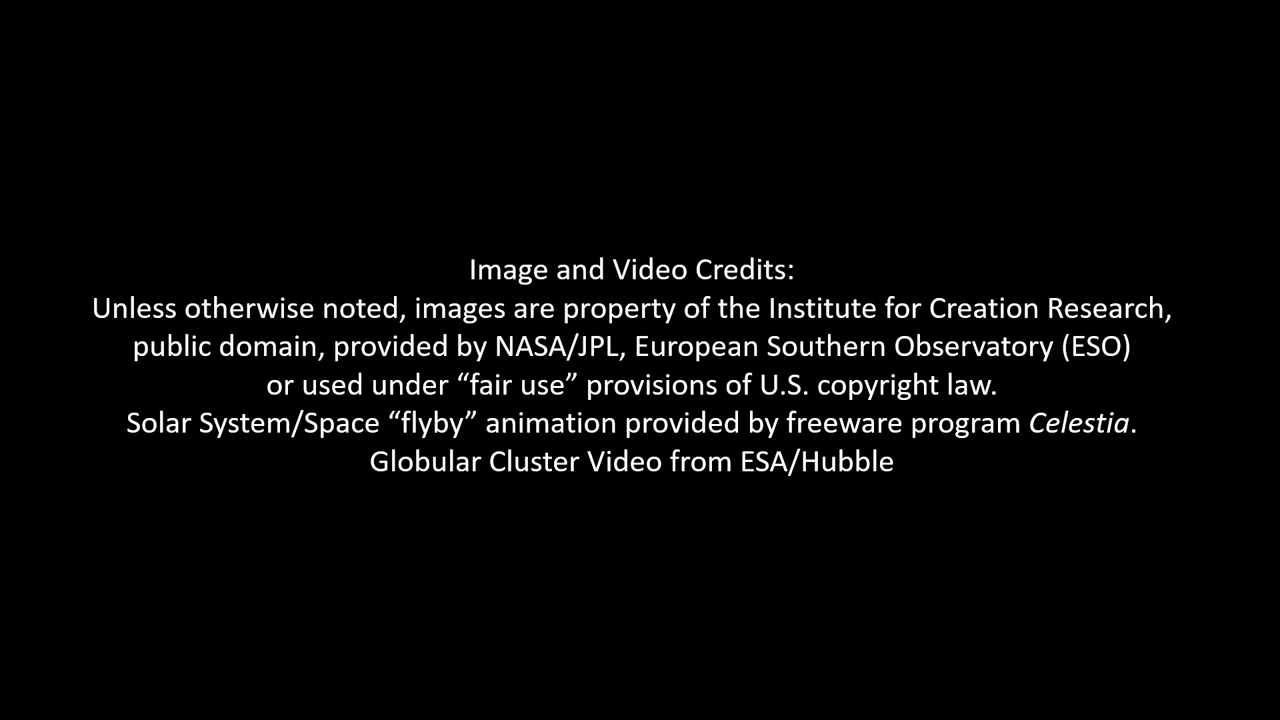 Image and Video Credits:
Unless otherwise noted, images are property of the Institute for Creation Research,
public domain, provided by NASA/JPL, European Southern Observatory (ESO)
or used under “fair use” provisions of U.S. copyright law.
Solar System/Space “flyby” animation provided by freeware program Celestia.
Globular Cluster Video from ESA/Hubble